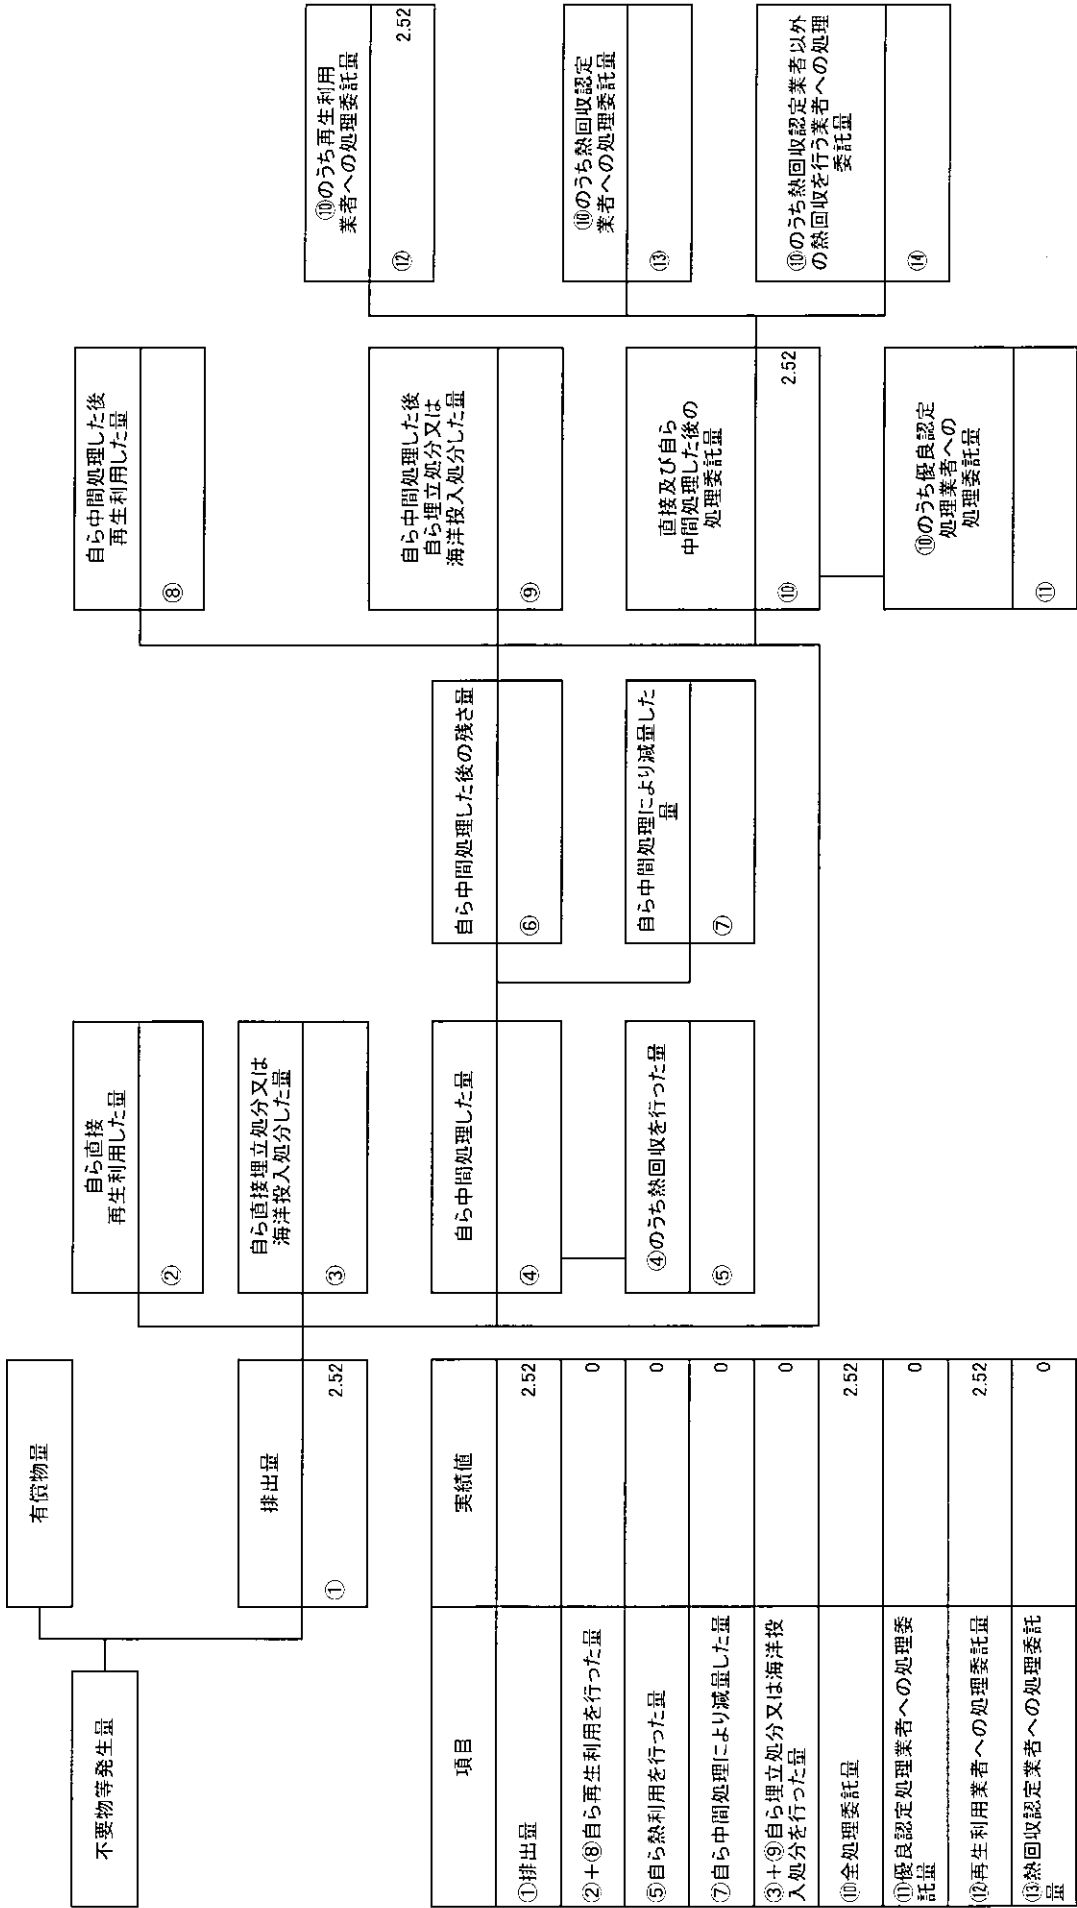 不要物等発生量
有償物量
排出量
①
2.52
自ら直接
再生利用した量
②
自ら直接埋立処分又は
海洋投入処分した量
③
自ら中間処理した量
④
④のうち熱回収を行った量
⑤
自ら中間処理した後の残さ量
⑥
自ら中間処理により減量した
量
⑦
自ら中間処理した後
再生利用した量
⑧
自ら中間処理した後
自ら埋立処分又は
海洋投入処分した量
⑨
直接及び自ら
中間処理した後の
処理委託量
⑩
2.52
⑩のうち優良認定
処理業者への
処理委託量
⑪
⑩のうち再生利用
業者への処理委託量
⑫
2.52
⑩のうち熱回収認定
業者への処理委託量
⑬
⑩のうち熱回収認定業者以外
の熱回収を行う業者への処理
委託量
⑭
項目
実績値
①排出量
2.52
②+⑧自ら再生利用を行った量
0
⑤自ら熱利用を行った量
0
⑦自ら中間処理により減量した量
0
③+⑨自ら埋立処分又は海洋投
入処分を行った量
0
⑩全処理委託量
2.52
⑪優良認定処理業者への処理委
託量
0
⑫再生利用業者への処理委託量
2.52
⑬熱回収認定業者への処理委託
量
0